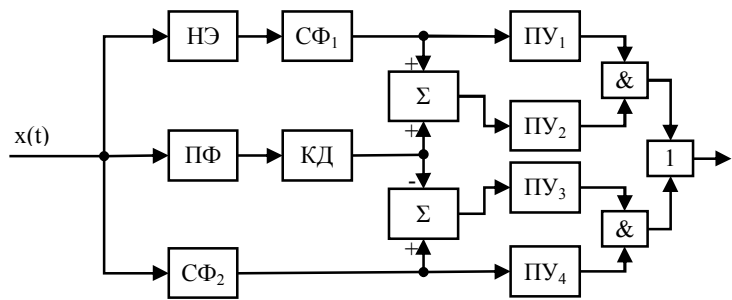 НЭ
СФ₁
ПУ₁
+
Σ
&
ПУ₂
x(t)
+
ПФ
КД
1
-
ПУ₃
Σ
&
+
СФ₂
ПУ₄